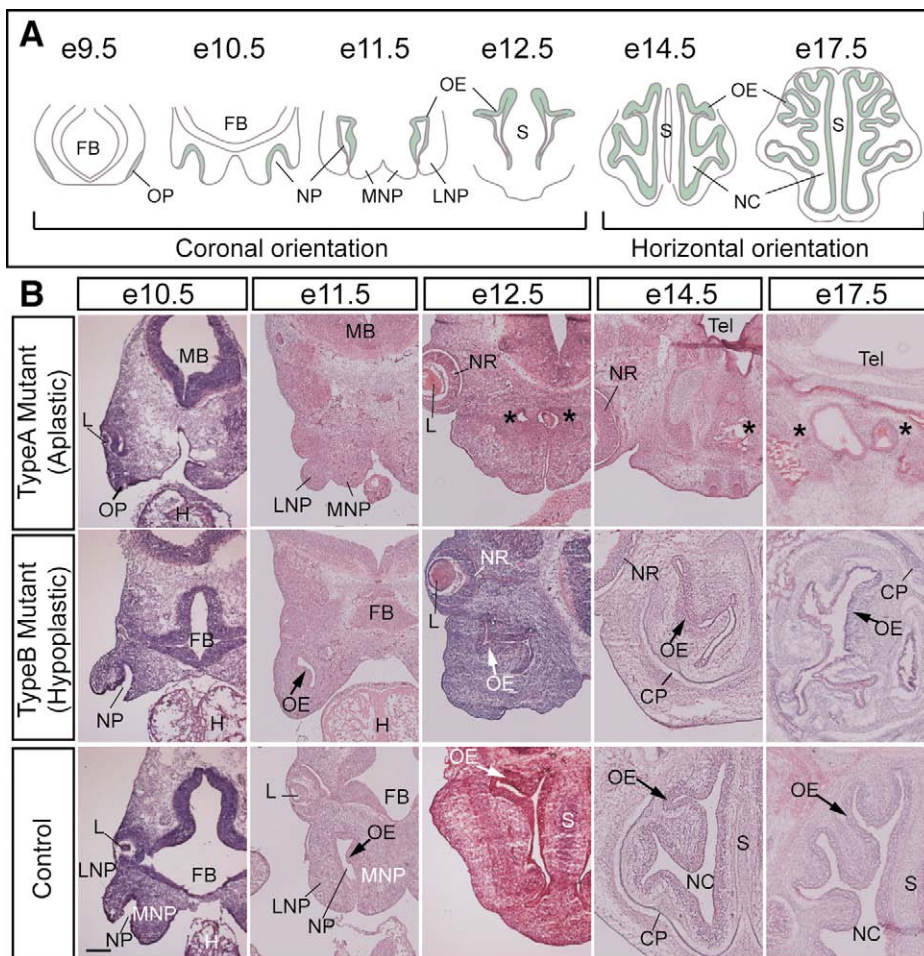 A
e9.5 e10.5 e11.5 e12.5 e14.5 e17.5
OE
OE
FB
FB
S
S
S
OP
NP
MNP
LNP
NC
Coronal orientation
Horizontal orientation
B
e10.5 e11.5 e12.5 e14.5 e17.5
TypeA Mutant
(Aplastic)
MB
L
OP
H
MB
LNP
MNP
NR
L
* *
Tel
NR
*
Tel
* *
TypeB Mutant
(Hypoplastic)
FB
NP
H
FB
OE
H
NR
L
OE
NR
OE
CP
CP
OE
Control
L
LNP
FB
MNP
NP
H
L
FB
OE
MNP
LNP
NP
OE
S
OE
S
NC
CP
OE
S
NC